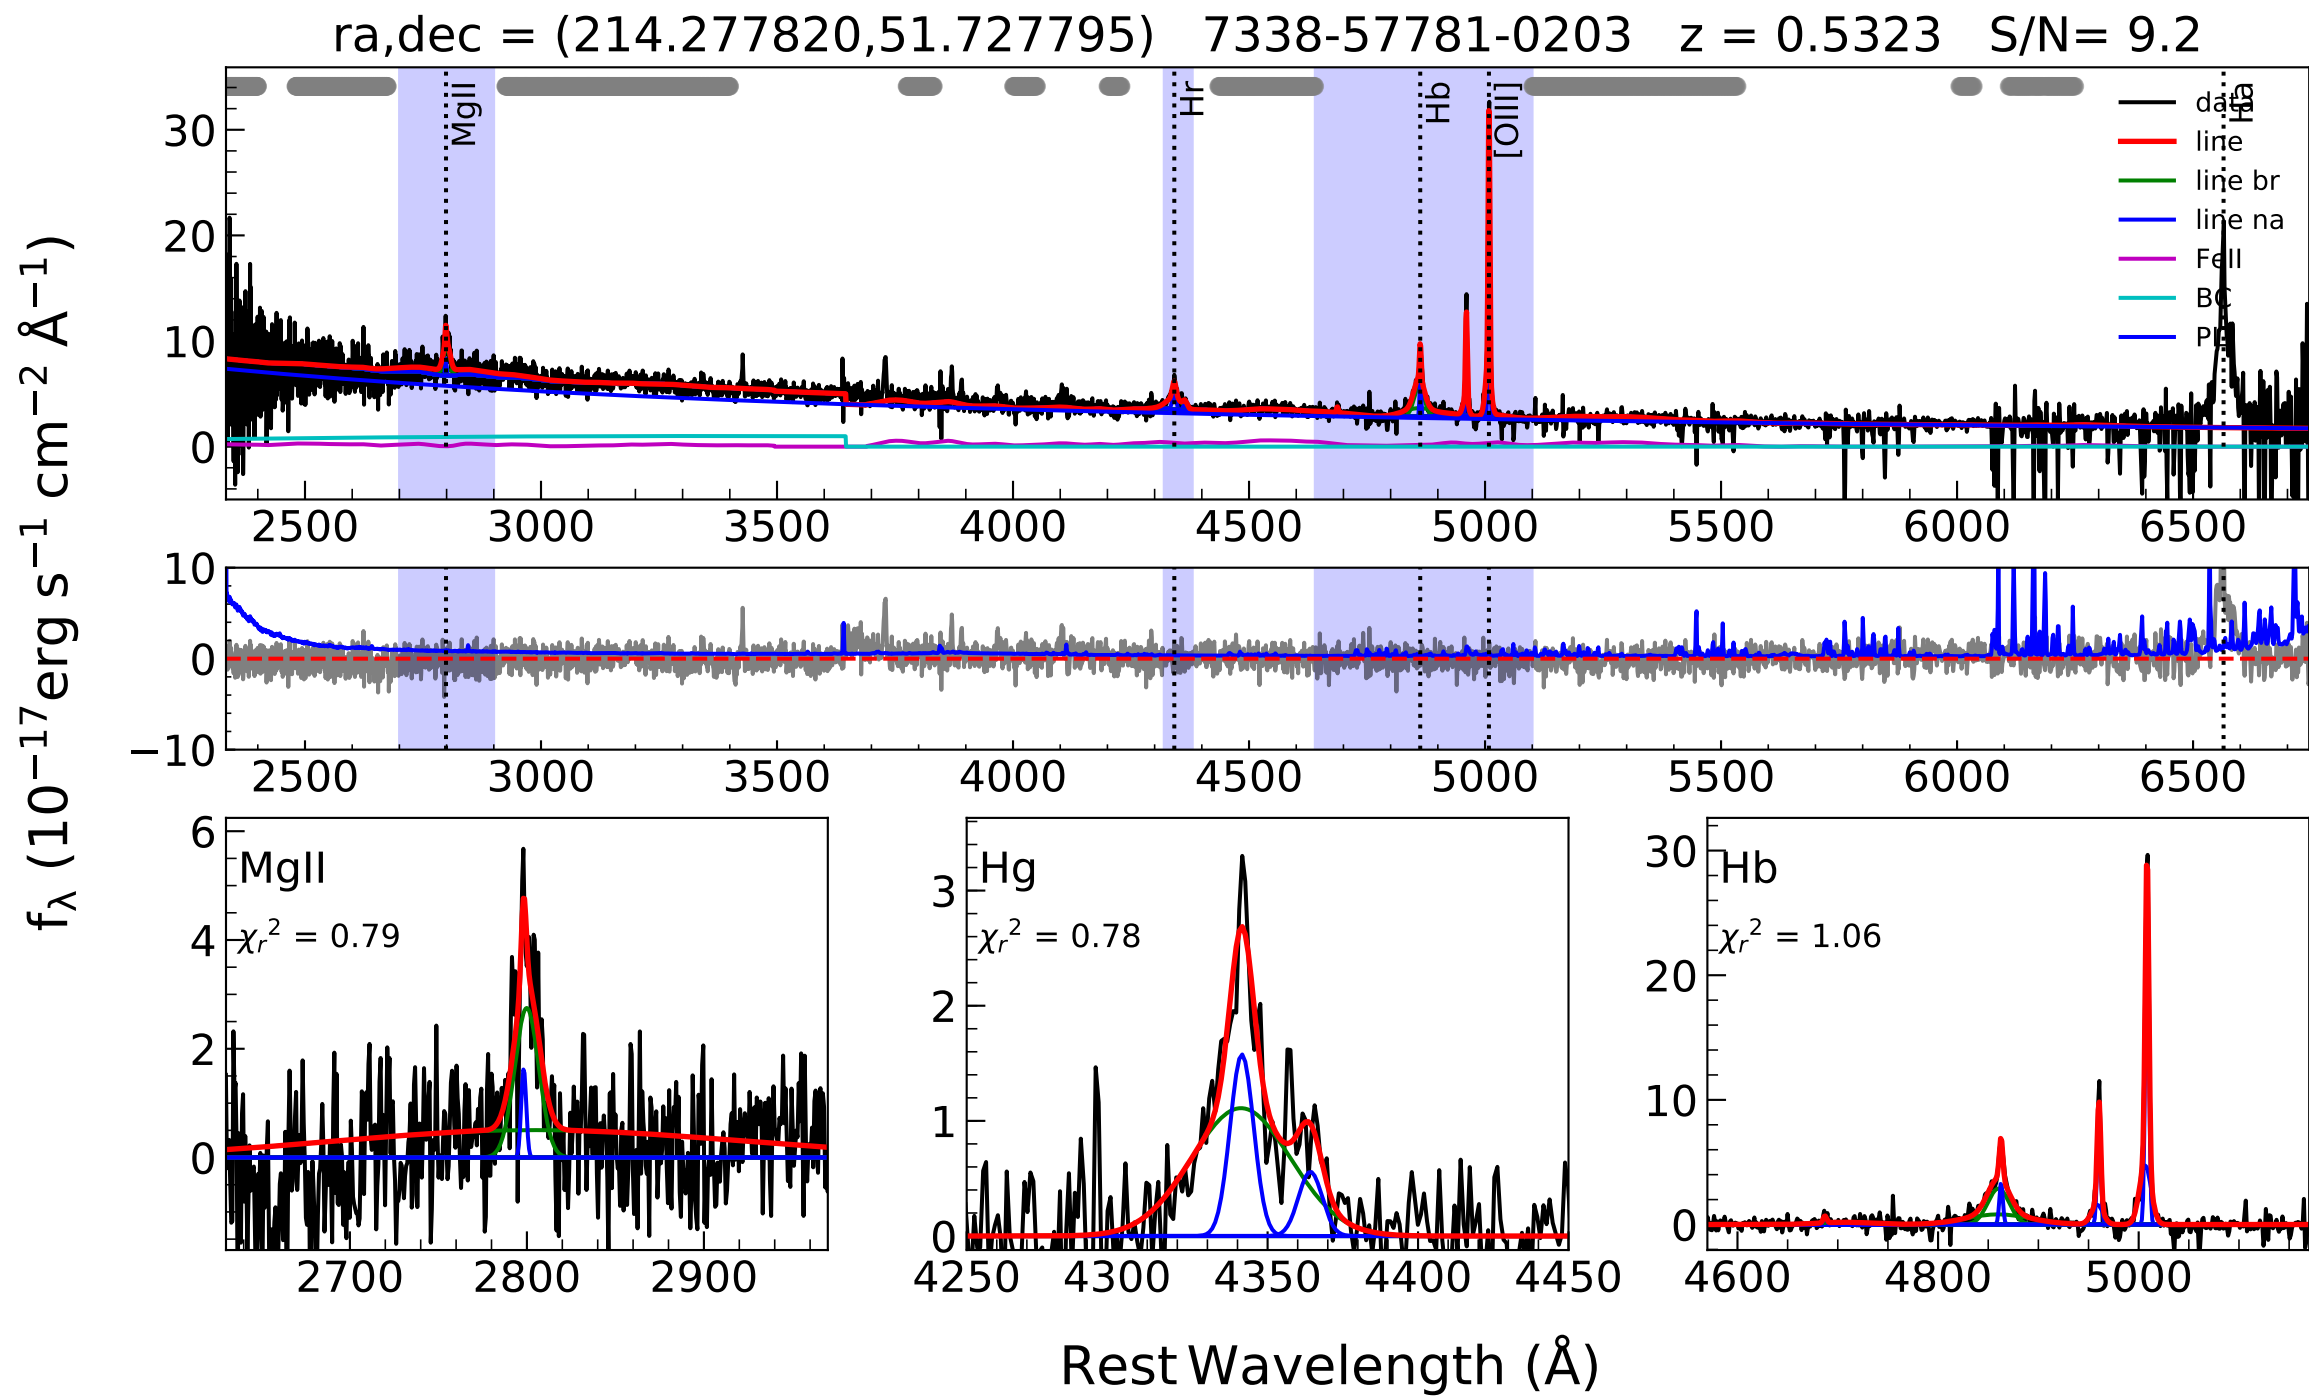 ra,dec = (214.277820,51.727795) 7338-57781-0203 z = 0.5323 S/N= 9.2
MgII
Hr
Hb
[OIII]
Ha
data
line
line br
line na
FeII
BC
PL
30
20
10
0
2500 3000 3500 4000 4500 5000 5500 6000 6500
10
0
−10
2500 3000 3500 4000 4500 5000 5500 6000 6500
f_λ (10⁻¹⁷erg s⁻¹ cm⁻² Å⁻¹)
MgII
χᵣ² = 0.79
6
4
2
0
2700 2800 2900
Hg
χᵣ² = 0.78
3
2
1
0
4250 4300 4350 4400 4450
Hb
χᵣ² = 1.06
30
20
10
0
4600 4800 5000
Rest Wavelength (Å)